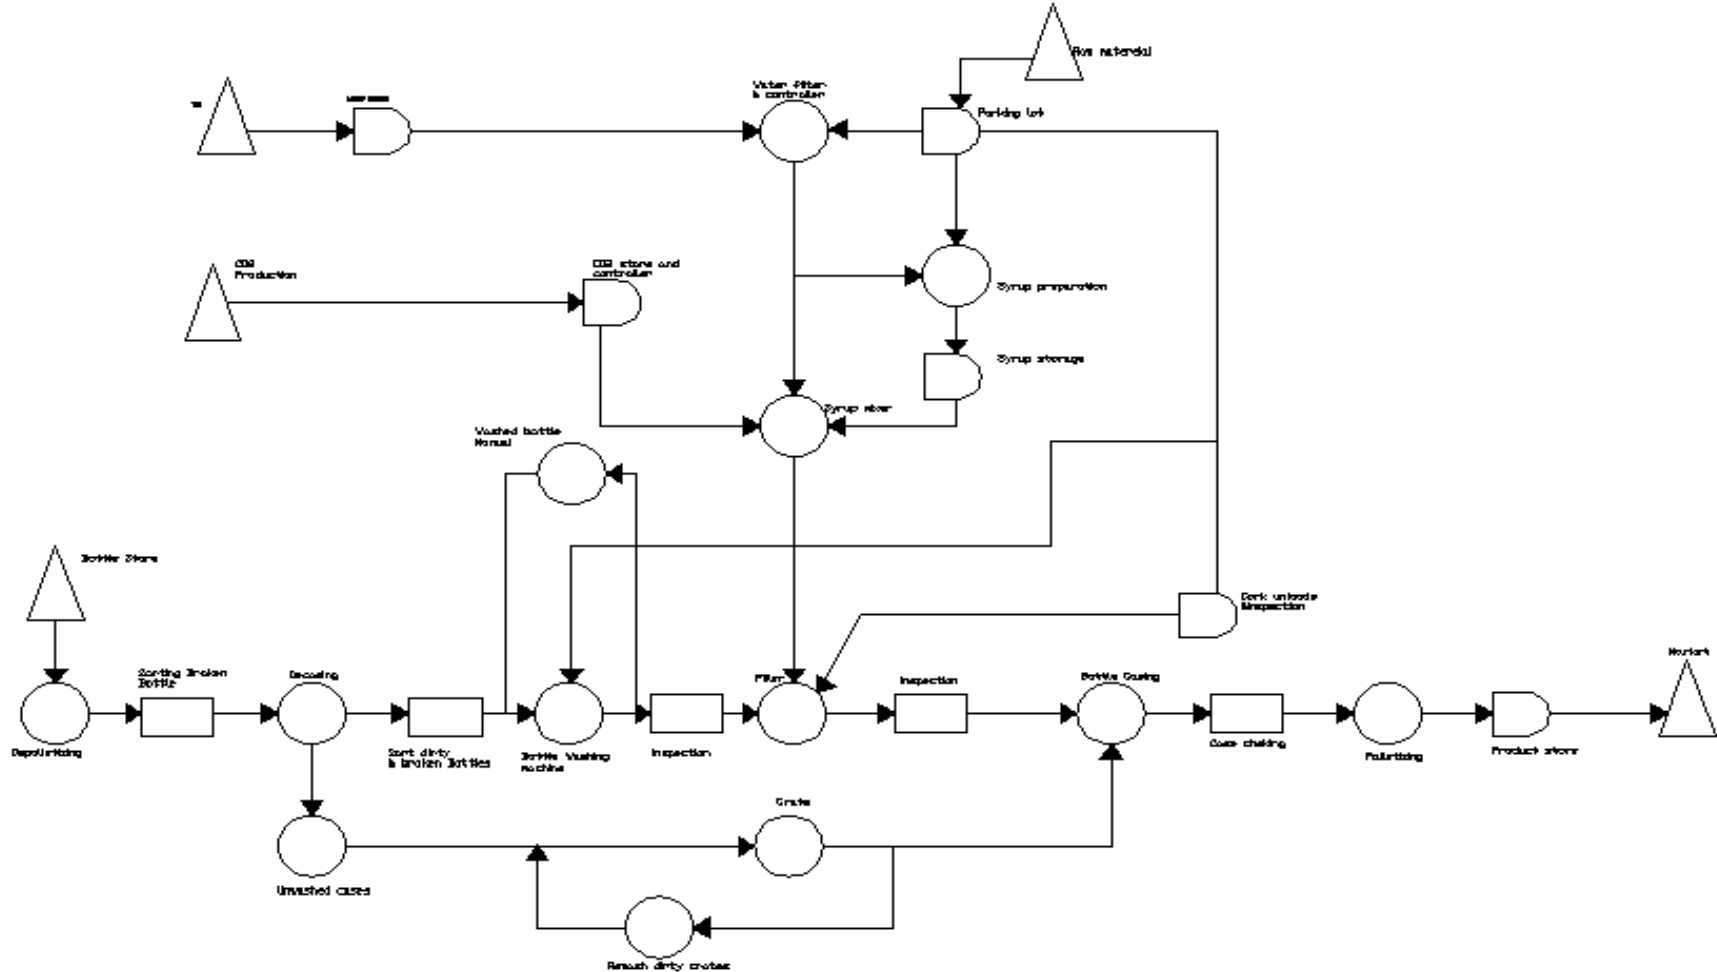 Raw material
Water filter
& controller
Parking lot
CO2
Production
CO2 store and
controller
Syrup preparation
Syrup storage
Syrup mixer
Washed bottle
Manual
Bottle Store
Cork unloads
&inspection
Market
Sorting Broken
Bottle
Decasing
Filler
Inspection
Bottle Casing
Depalletizing
Sort dirty
& broken Bottles
Bottle Washing
machine
Inspection
Case cheking
Palletizing
Product store
Crate
Unwashed cases
Rewash dirty crates